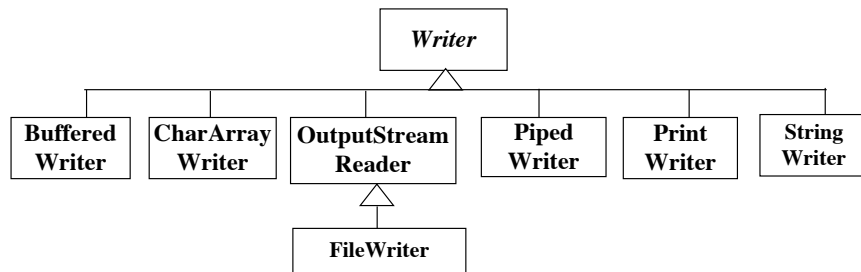 Writer
Buffered
Writer
CharArray
Writer
OutputStream
Reader
Piped
Writer
Print
Writer
String
Writer
FileWriter